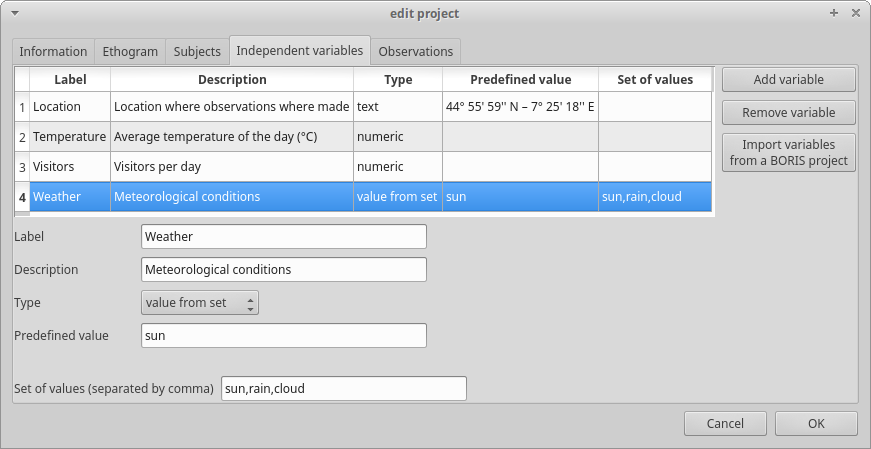 edit project
Information Ethogram Subjects Independent variables Observations
Label Description Type Predefined value Set of values
1 Location Location where observations where made text 44° 55' 59'' N – 7° 25' 18'' E
2 Temperature Average temperature of the day (°C) numeric
3 Visitors Visitors per day numeric
4 Weather Meteorological conditions value from set sun sun,rain,cloud
Add variable
Remove variable
Import variables
from a BORIS project
Label Weather
Description Meteorological conditions
Type value from set
Predefined value sun
Set of values (separated by comma) sun,rain,cloud
Cancel OK